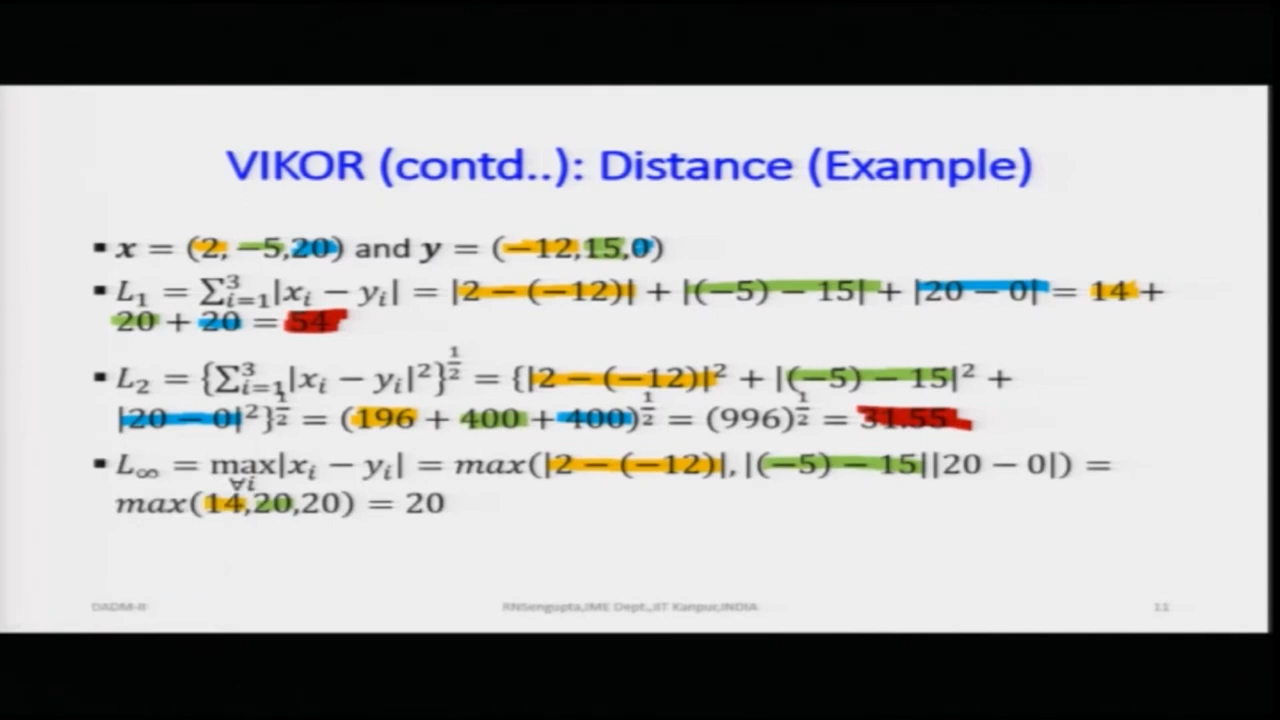 VIKOR (contd..): Distance (Example)
▪ x = (2, −5,20) and y = (−12,15,0)
▪ L₁ = ∑³ᵢ₌₁|xᵢ − yᵢ| = |2 − (−12)| + |(−5) − 15| + |20 − 0| = 14 +
20 + 20 = 54
▪ L₂ = {∑³ᵢ₌₁|xᵢ − yᵢ|²}^(1/2) = {|2 − (−12)|² + |(−5) − 15|² +
|20 − 0|²}^(1/2) = (196 + 400 + 400)^(1/2) = (996)^(1/2) = 31.55
▪ L∞ = max∀i|xᵢ − yᵢ| = max(|2 − (−12)|, |(−5) − 15||20 − 0|) =
max(14,20,20) = 20
DADM-II RNSengupta,IME Dept.,IIT Kanpur,INDIA 11